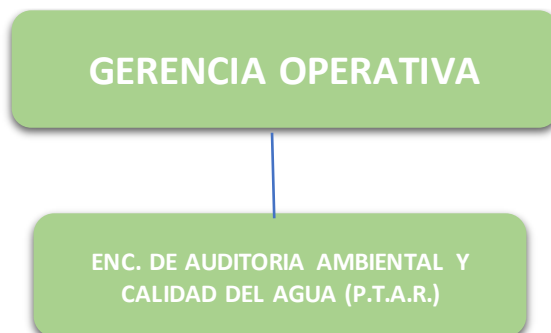 GERENCIA OPERATIVA
ENC. DE AUDITORIA AMBIENTAL Y
CALIDAD DEL AGUA (P.T.A.R.)